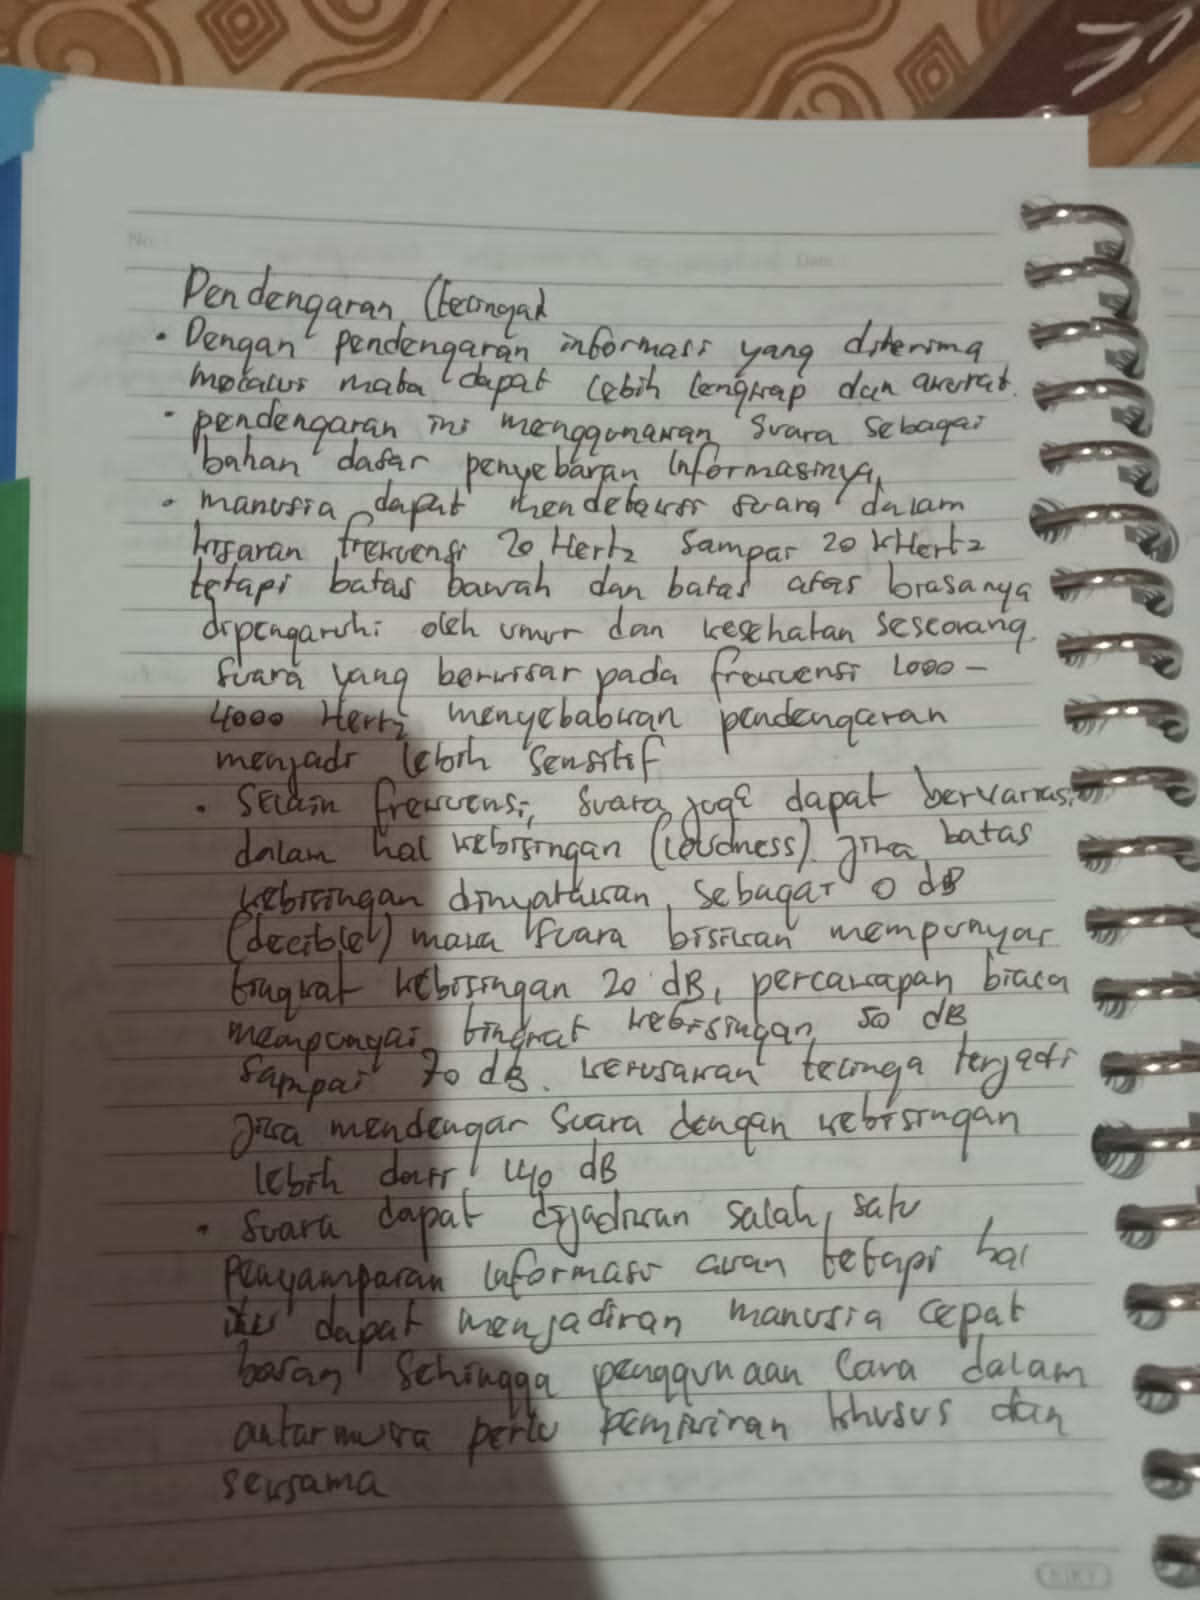 No :
Date :
Pendengaran (telinga)
• Dengan pendengaran informasi yang diterima
melalui mata dapat lebih lengkap dan akurat.
• pendengaran ini menggunakan suara sebagai
bahan dasar penyebaran informasinya.
• manusia dapat mendeteksi suara dalam
kisaran frekuensi 20 Hertz sampai 20 kHertz
tetapi batas bawah dan batas atas biasanya
dipengaruhi oleh umur dan kesehatan seseorang.
suara yang berkisar pada frekuensi 1000 –
4000 Hertz menyebabkan pendengaran
menjadi lebih sensitif
• Selain frekuensi, suara juga dapat bervariasi
dalam hal kebisingan (loudness). jika batas
kebisingan dinyatakan sebagai 0 dB
(decible) maka suara bisikan mempunyai
tingkat kebisingan 20 dB, percakapan biasa
mempunyai tingkat kebisingan 50 dB
sampai 70 dB. kerusakan telinga terjadi
jika mendengar suara dengan kebisingan
lebih dari 140 dB
• Suara dapat dijadikan salah satu
penyampaian informasi akan tetapi hal
itu dapat menjadikan manusia cepat
bosan sehingga penggunaan cara dalam
antarmuka perlu pemikiran khusus dan
seksama
KIKY